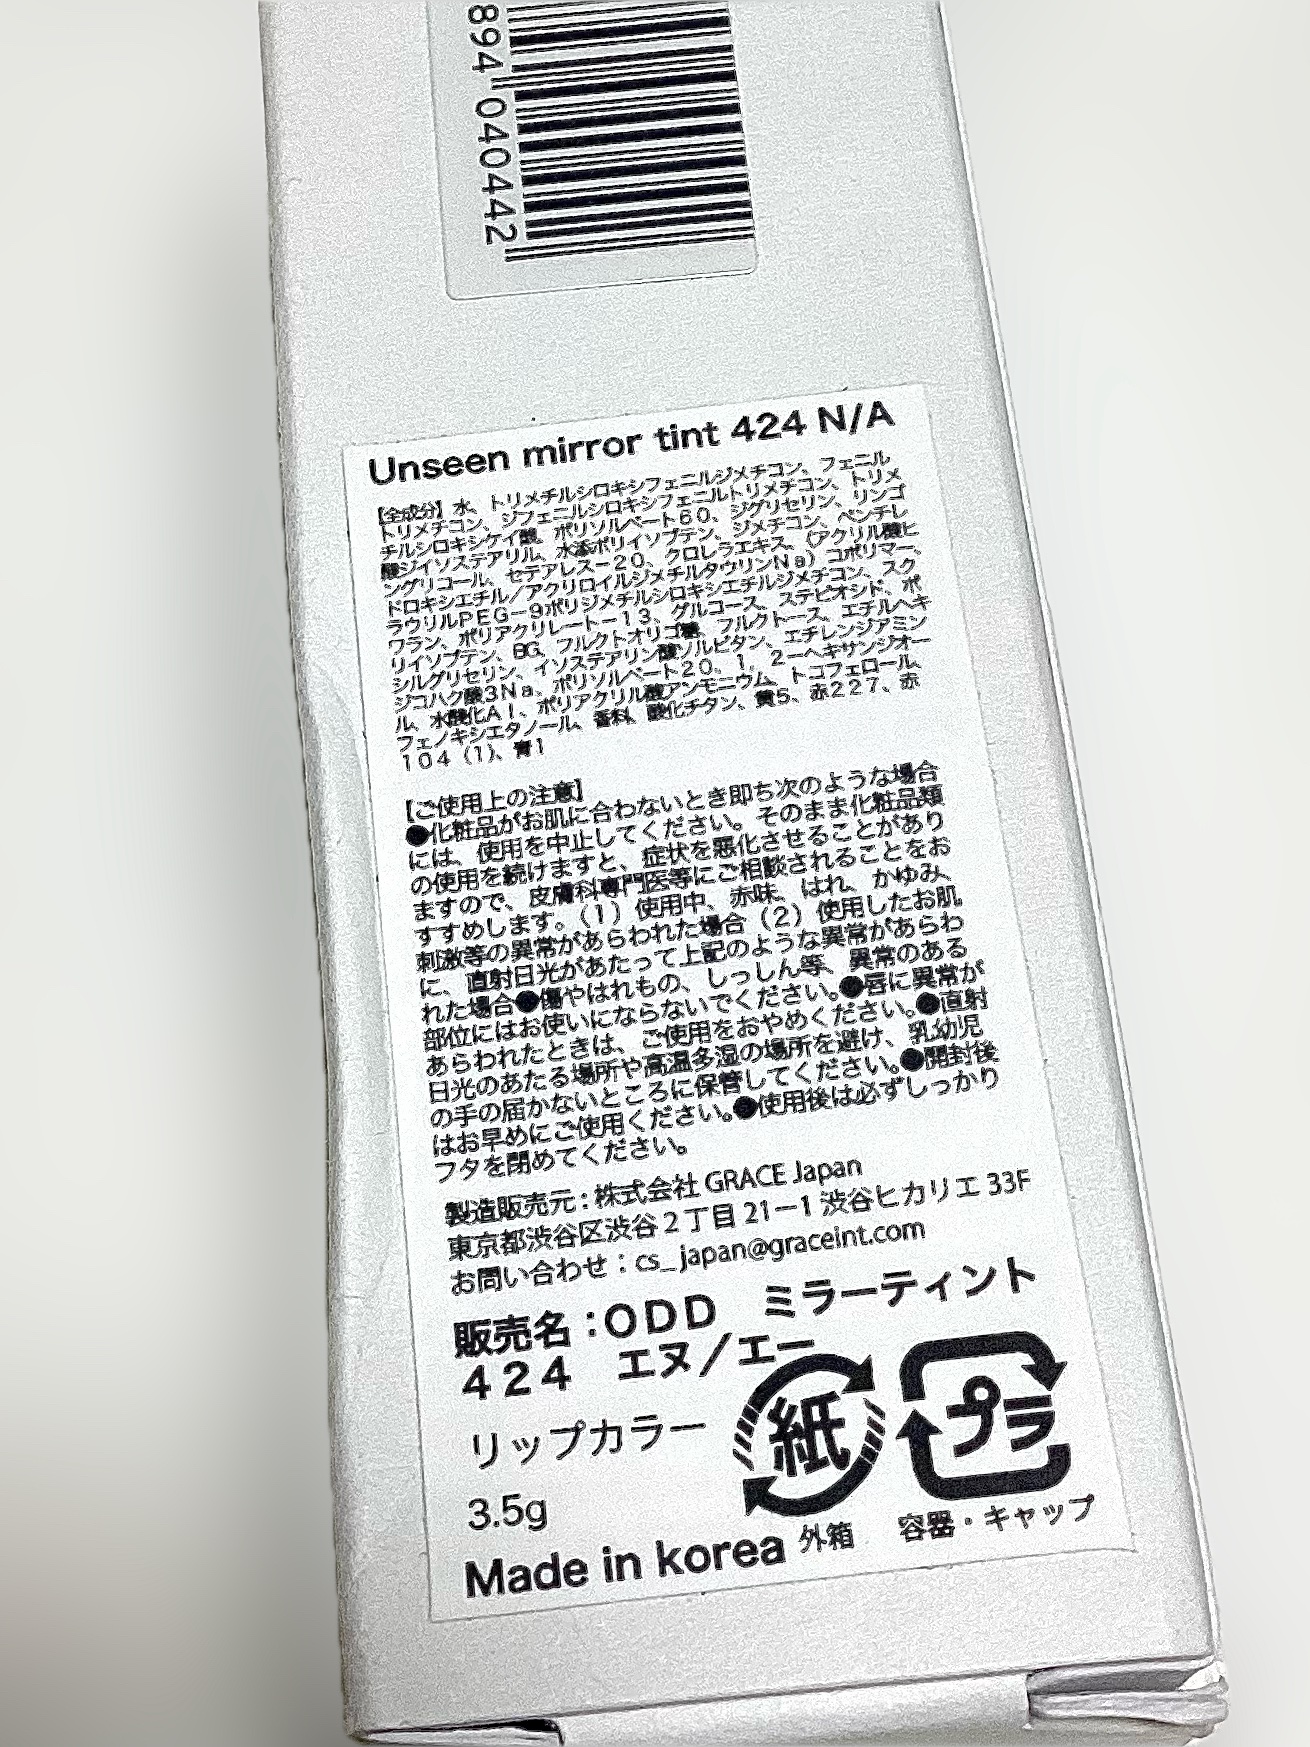 894 040442
Unseen mirror tint 424 N/A
【全成分】水、トリメチルシロキシフェニルジメチコン、フェニル
トリメチコン、ジフェニルシロキシフェニルトリメチコン、トリメ
チルシロキシケイ酸、ポリソルベート60、ジグリセリン、リンゴ
酸ジイソステアリル、水添ポリイソブテン、ジメチコン、ペンチレ
ングリコール、セテアレス－20、クロレラエキス、（アクリル酸ヒ
ドロキシエチル／アクリロイルジメチルタウリンＮａ）コポリマー、
ラウリルＰＥＧ－９ポリジメチルシロキシエチルジメチコン、スク
ワラン、ポリアクリレート－１３、グルコース、ステビオシド、ポ
リイソブテン、BG、フルクトオリゴ糖、フルクトース、エチルヘキ
シルグリセリン、イソステアリン酸ソルビタン、エチレンジアミン
ジコハク酸３Ｎａ、ポリソルベート２０、１，２－ヘキサンジオー
ル、水酸化Ａｌ、ポリアクリル酸アンモニウム、トコフェロール、
フェノキシエタノール、香料、酸化チタン、黄５、赤２２７、赤
１０４（１）、青１
【ご使用上の注意】
●化粧品がお肌に合わないとき即ち次のような場合
には、使用を中止してください。そのまま化粧品類
の使用を続けますと、症状を悪化させることがあり
ますので、皮膚科専門医等にご相談されることをお
すすめします。（1）使用中、赤味、はれ、かゆみ、
刺激等の異常があらわれた場合（2）使用したお肌
に、直射日光があたって上記のような異常があらわ
れた場合●傷やはれもの、しっしん等、異常のある
部位にはお使いにならないでください。●唇に異常が
あらわれたときは、ご使用をおやめください。●直射
日光のあたる場所や高温多湿の場所を避け、乳幼児
の手の届かないところに保管してください。●開封後
はお早めにご使用ください。●使用後は必ずしっかり
フタを閉めてください。
製造販売元：株式会社 GRACE Japan
東京都渋谷区渋谷２丁目 21－1 渋谷ヒカリエ 33F
お問い合わせ：cs_japan@graceint.com
販売名：ＯＤＤ　ミラーティント
４２４　エヌ／エー
リップカラー
紙
プラ
3.5g
外箱
容器・キャップ
Made in korea